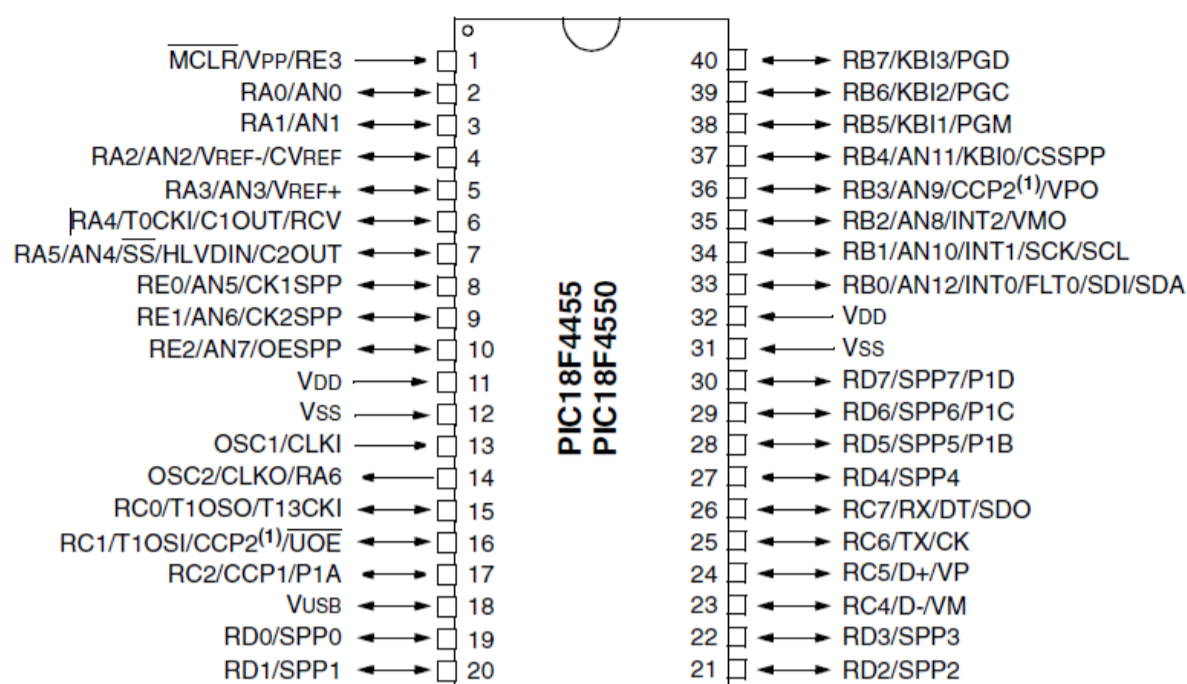 MCLR/VPP/RE3 1 40 RB7/KBI3/PGD
RA0/AN0 2 39 RB6/KBI2/PGC
RA1/AN1 3 38 RB5/KBI1/PGM
RA2/AN2/VREF-/CVREF 4 37 RB4/AN11/KBI0/CSSPP
RA3/AN3/VREF+ 5 36 RB3/AN9/CCP2(1)/VPO
RA4/T0CKI/C1OUT/RCV 6 35 RB2/AN8/INT2/VMO
RA5/AN4/SS/HLVDIN/C2OUT 7 34 RB1/AN10/INT1/SCK/SCL
RE0/AN5/CK1SPP 8 33 RB0/AN12/INT0/FLT0/SDI/SDA
RE1/AN6/CK2SPP 9 32 VDD
RE2/AN7/OESPP 10 31 VSS
VDD 11 30 RD7/SPP7/P1D
VSS 12 29 RD6/SPP6/P1C
OSC1/CLKI 13 28 RD5/SPP5/P1B
OSC2/CLKO/RA6 14 27 RD4/SPP4
RC0/T1OSO/T13CKI 15 26 RC7/RX/DT/SDO
RC1/T1OSI/CCP2(1)/UOE 16 25 RC6/TX/CK
RC2/CCP1/P1A 17 24 RC5/D+/VP
VUSB 18 23 RC4/D-/VM
RD0/SPP0 19 22 RD3/SPP3
RD1/SPP1 20 21 RD2/SPP2
PIC18F4455
PIC18F4550